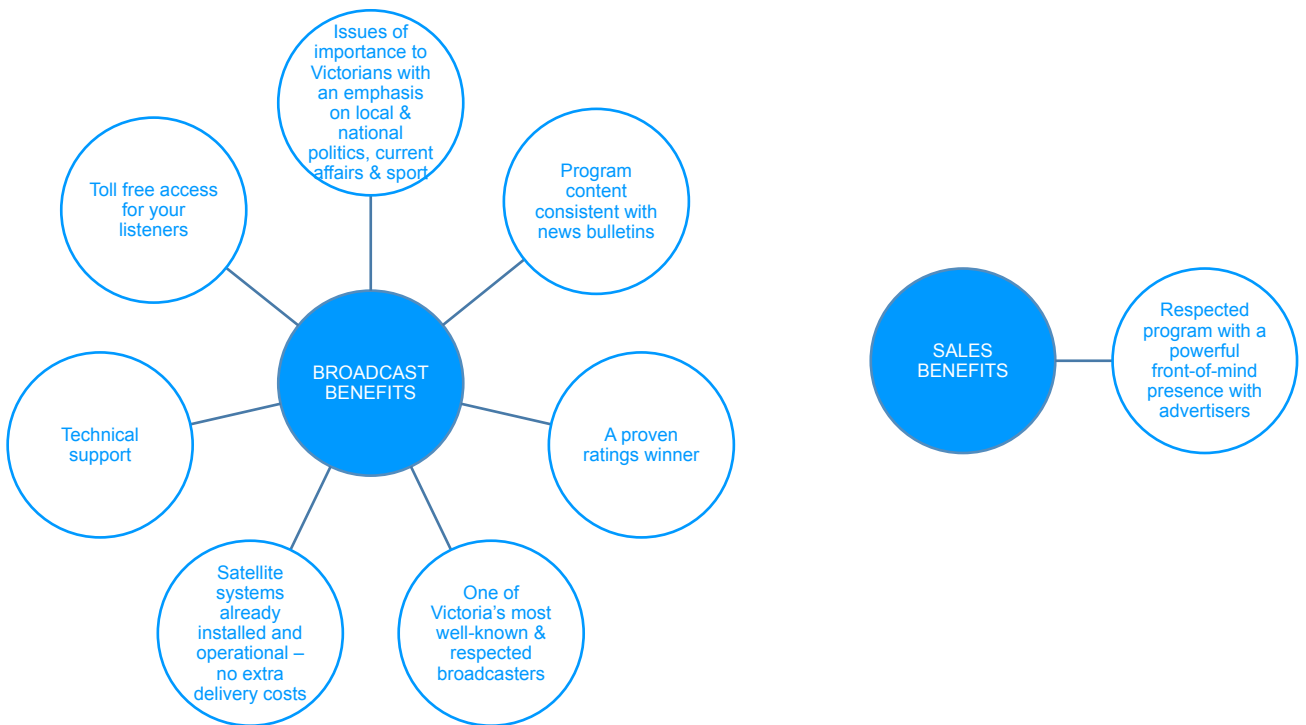 Issues of
importance to
Victorians with
an emphasis
on local &
national
politics, current
affairs & sport
Program
content
consistent with
news bulletins
A proven
ratings winner
One of
Victoria’s most
well-known &
respected
broadcasters
Satellite
systems
already
installed and
operational –
no extra
delivery costs
Technical
support
Toll free access
for your
listeners
BROADCAST
BENEFITS
SALES
BENEFITS
Respected
program with a
powerful
front-of-mind
presence with
advertisers